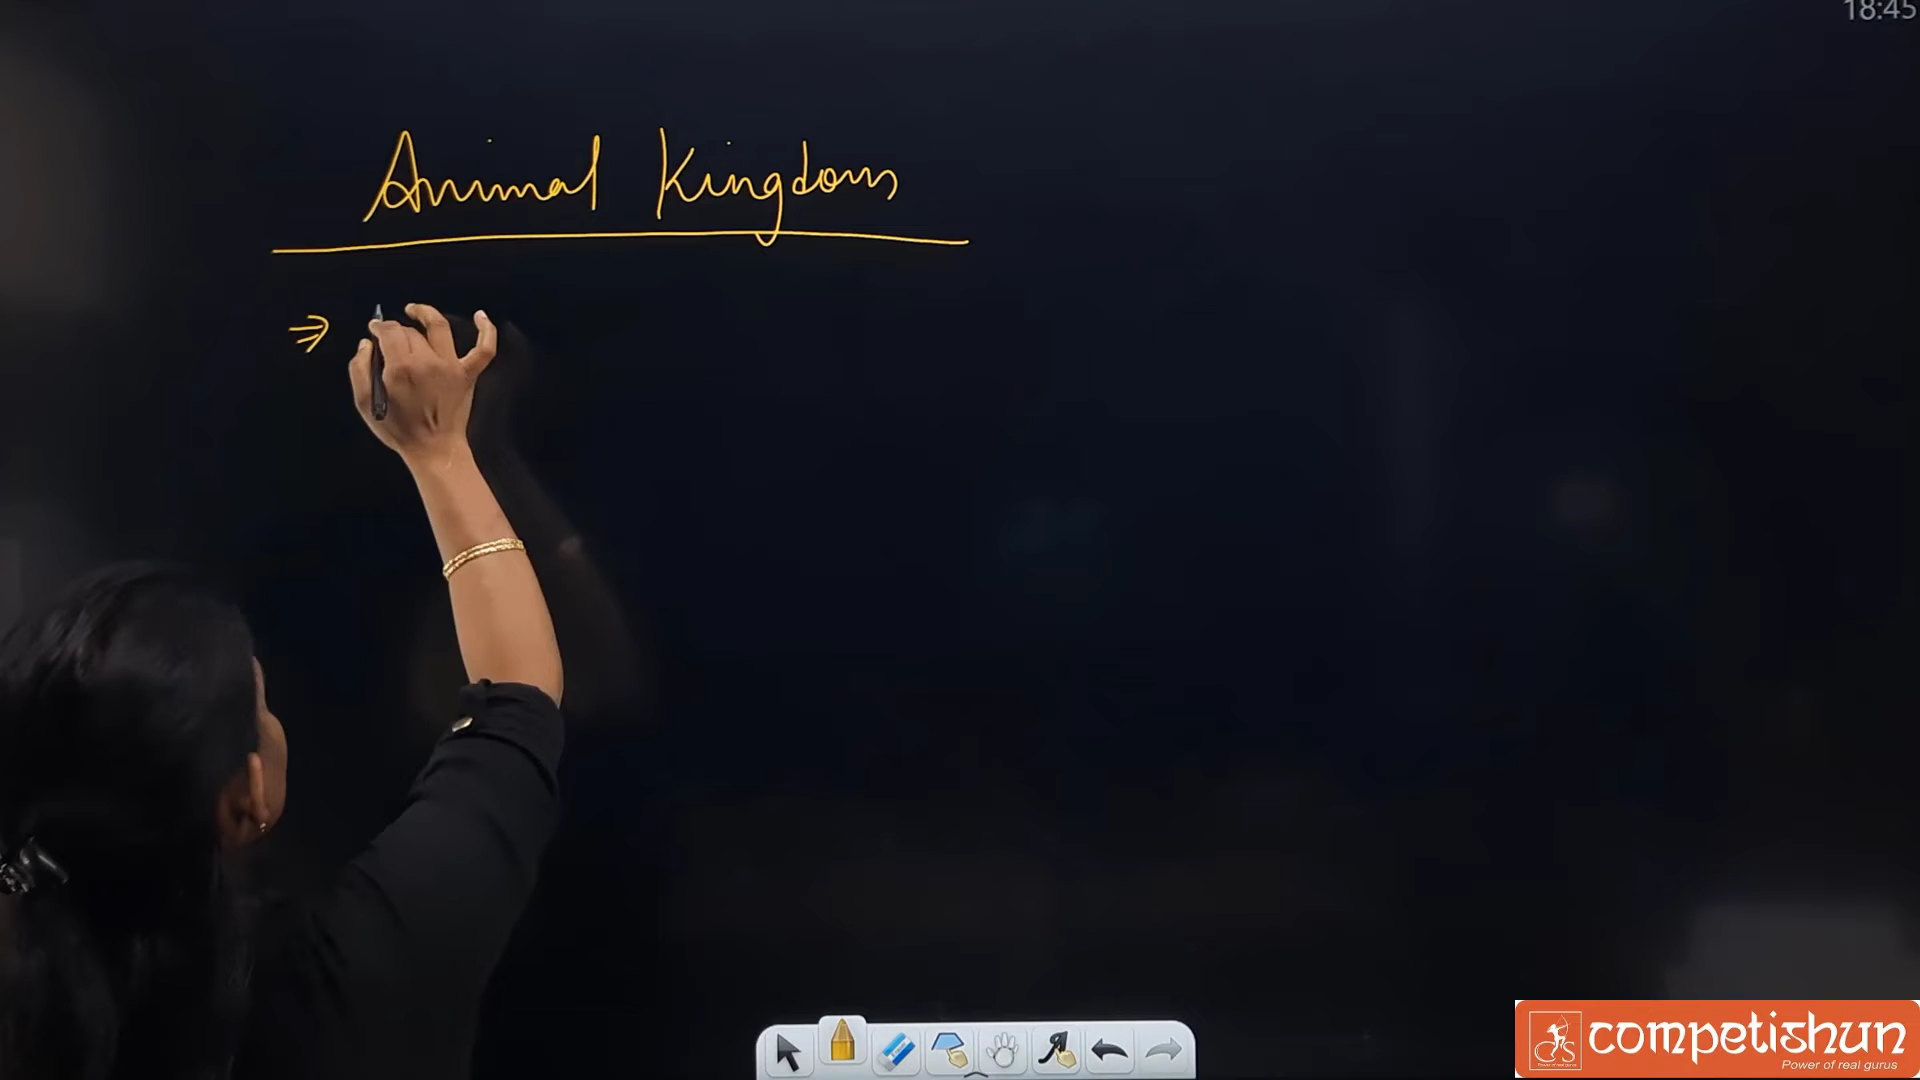 18:45
Animal Kingdom
⇒
competishun
Power of real gurus